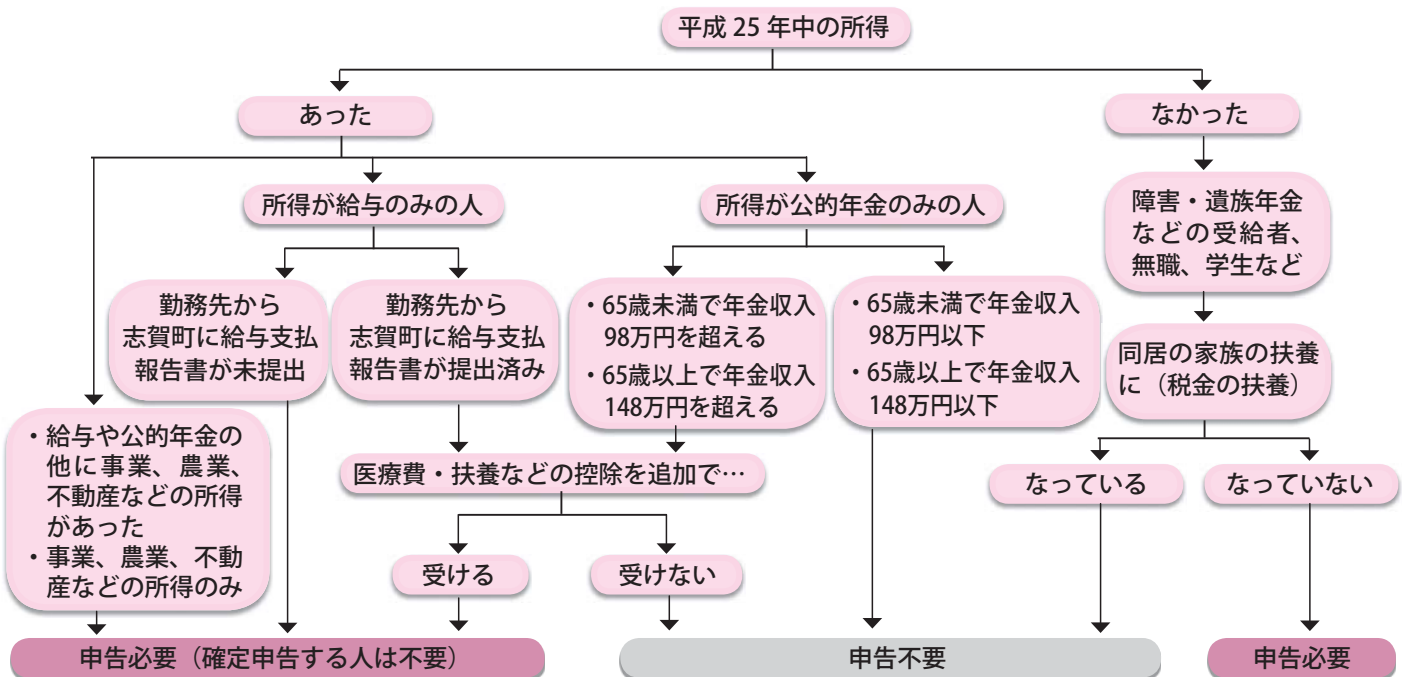 平成 25 年中の所得
あった
なかった
所得が給与のみの人
所得が公的年金のみの人
障害・遺族年金
などの受給者、
無職、学生など
勤務先から
志賀町に給与支払
報告書が未提出
勤務先から
志賀町に給与支払
報告書が提出済み
・65歳未満で年金収入
98万円を超える
・65歳以上で年金収入
148万円を超える
・65歳未満で年金収入
98万円以下
・65歳以上で年金収入
148万円以下
同居の家族の扶養
に（税金の扶養）
・給与や公的年金の
他に事業、農業、
不動産などの所得
があった
・事業、農業、不動
産などの所得のみ
医療費・扶養などの控除を追加で…
なっている
なっていない
受ける
受けない
申告必要（確定申告する人は不要）
申告不要
申告必要